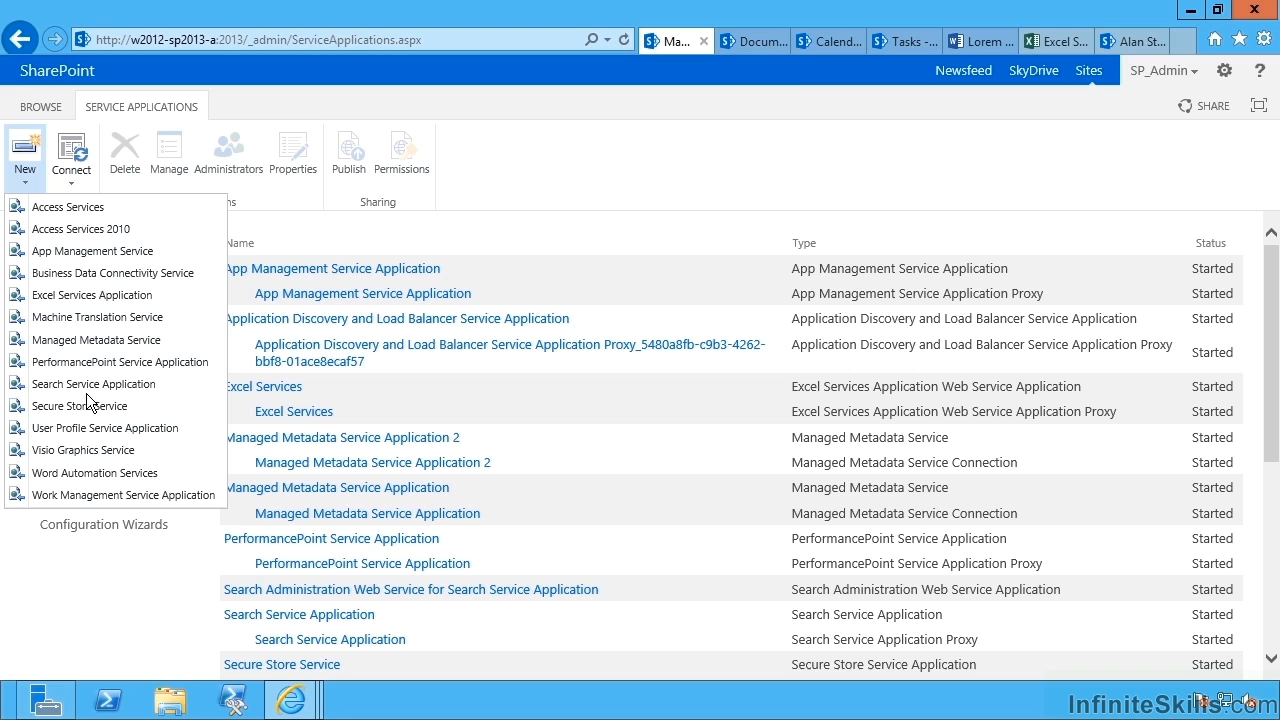 http://w2012-sp2013-a:2013/_admin/ServiceApplications.aspx
Ma...
Docum...
Calend...
Tasks -...
Lorem ...
Excel S...
Alan St...
SharePoint
Newsfeed
SkyDrive
Sites
SP_Admin
BROWSE
SERVICE APPLICATIONS
SHARE
New
Connect
Delete
Manage
Administrators
Properties
Publish
Permissions
ns
Sharing
Access Services
Access Services 2010
App Management Service
Business Data Connectivity Service
Excel Services Application
Machine Translation Service
Managed Metadata Service
PerformancePoint Service Application
Search Service Application
Secure Store Service
User Profile Service Application
Visio Graphics Service
Word Automation Services
Work Management Service Application
Configuration Wizards
Name Type Status
App Management Service Application App Management Service Application Started
App Management Service Application App Management Service Application Proxy Started
Application Discovery and Load Balancer Service Application Application Discovery and Load Balancer Service Application Started
Application Discovery and Load Balancer Service Application Proxy_5480a8fb-c9b3-4262-
bbf8-01ace8ecaf57 Application Discovery and Load Balancer Service Application Proxy Started
Excel Services Excel Services Application Web Service Application Started
Excel Services Excel Services Application Web Service Application Proxy Started
Managed Metadata Service Application 2 Managed Metadata Service Started
Managed Metadata Service Application 2 Managed Metadata Service Connection Started
Managed Metadata Service Application Managed Metadata Service Started
Managed Metadata Service Application Managed Metadata Service Connection Started
PerformancePoint Service Application PerformancePoint Service Application Started
PerformancePoint Service Application PerformancePoint Service Application Proxy Started
Search Administration Web Service for Search Service Application Search Administration Web Service Application Started
Search Service Application Search Service Application Started
Search Service Application Search Service Application Proxy Started
Secure Store Service Secure Store Service Application Started
InfiniteSkills.com